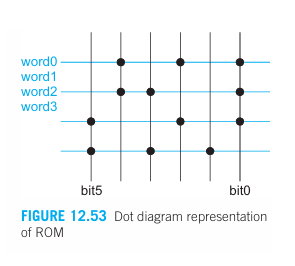 word0
word1
word2
word3
bit5 bit0
FIGURE 12.53 Dot diagram representation
of ROM